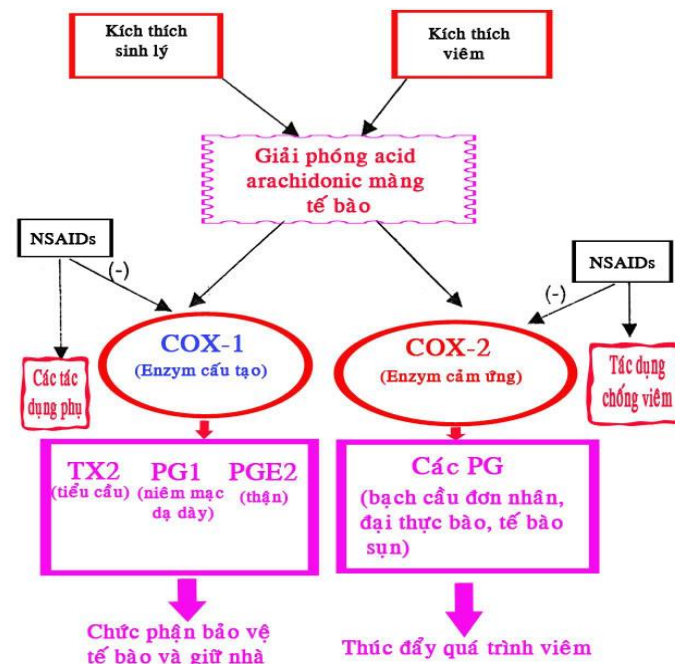 Kích thích
sinh lý
Kích thích
viêm
Giải phóng acid
arachidonic màng
tế bào
NSAIDs
(-)
NSAIDs
(-)
COX-1
(Enzym cấu tạo)
COX-2
(Enzym cảm ứng)
Các tác
dụng phụ
Tác dụng
chống viêm
TX2 PG1 PGE2
(tiểu cầu) (niêm mạc dạ dày) (thận)
Các PG
(bạch cầu đơn nhân,
đại thực bào, tế bào
sụn)
Chức phận bảo vệ
tế bào và giữ nhà
Thúc đẩy quá trình viêm